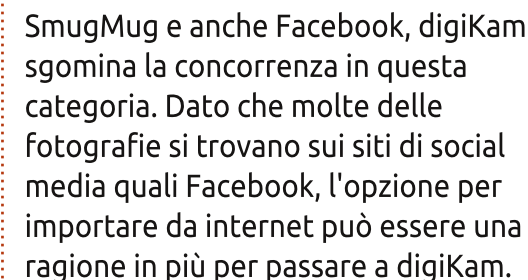 SmugMug e anche Facebook, digiKam
sgomina la concorrenza in questa
categoria. Dato che molte delle
fotografie si trovano sui siti di social
media quali Facebook, l'opzione per
importare da internet può essere una
ragione in più per passare a digiKam.